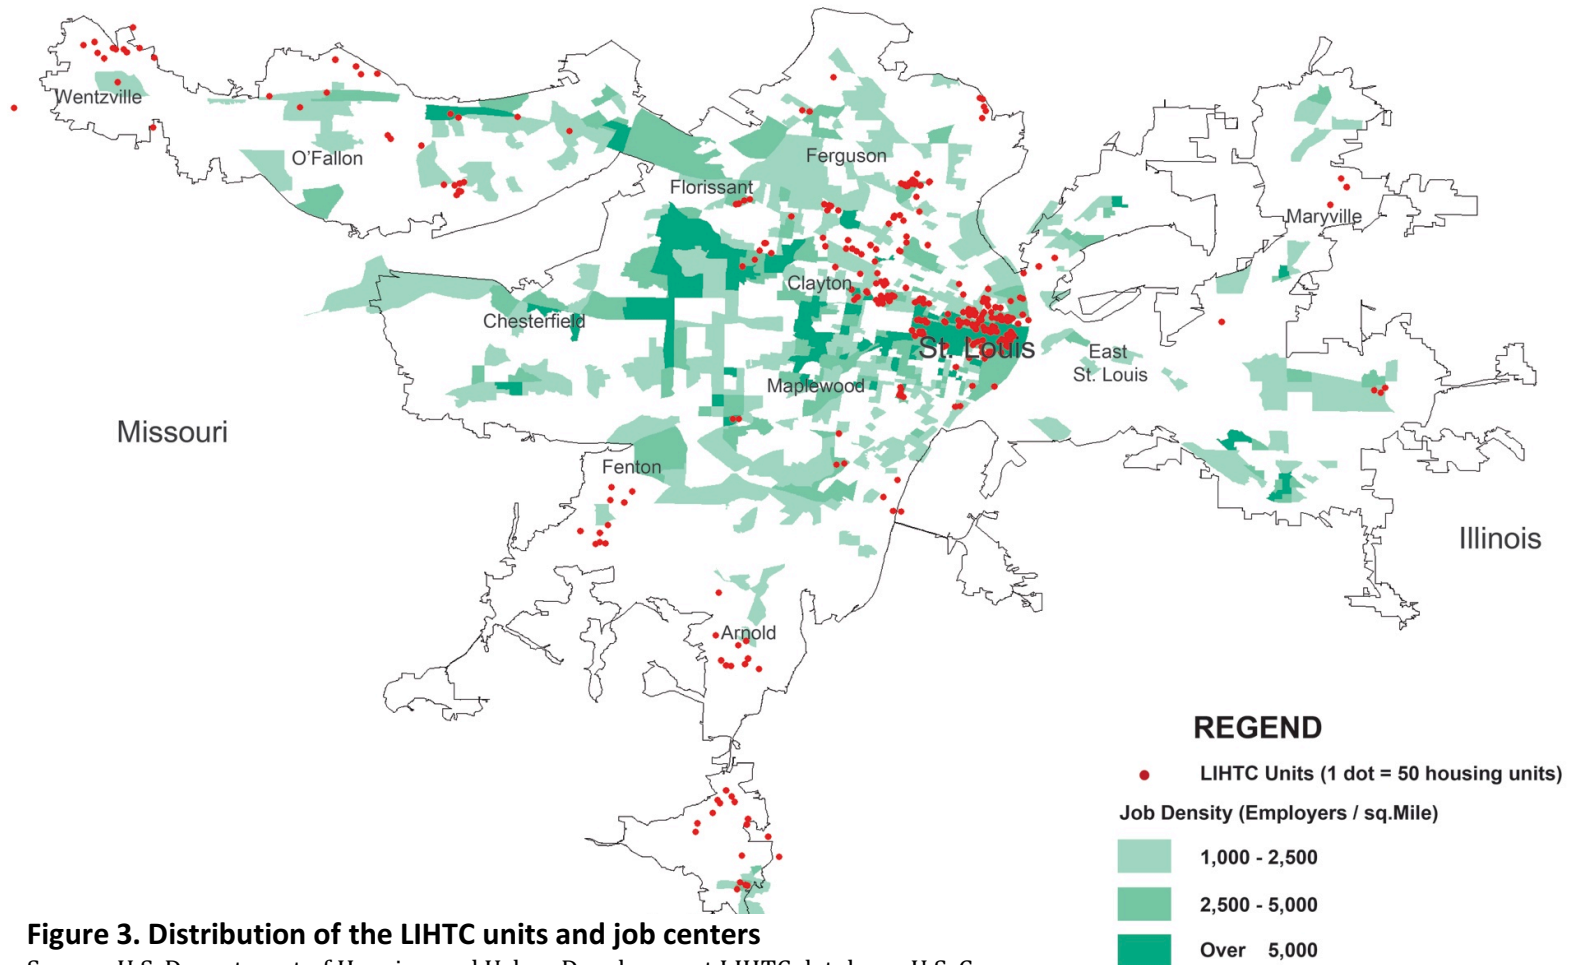 Wentzville
O'Fallon
Ferguson
Florissant
Maryville
Clayton
Chesterfield
St. Louis
East
St. Louis
Maplewood
Missouri
Fenton
Illinois
Arnold
REGEND
LIHTC Units (1 dot = 50 housing units)
Job Density (Employers / sq.Mile)
1,000 - 2,500
2,500 - 5,000
Over 5,000
Figure 3. Distribution of the LIHTC units and job centers